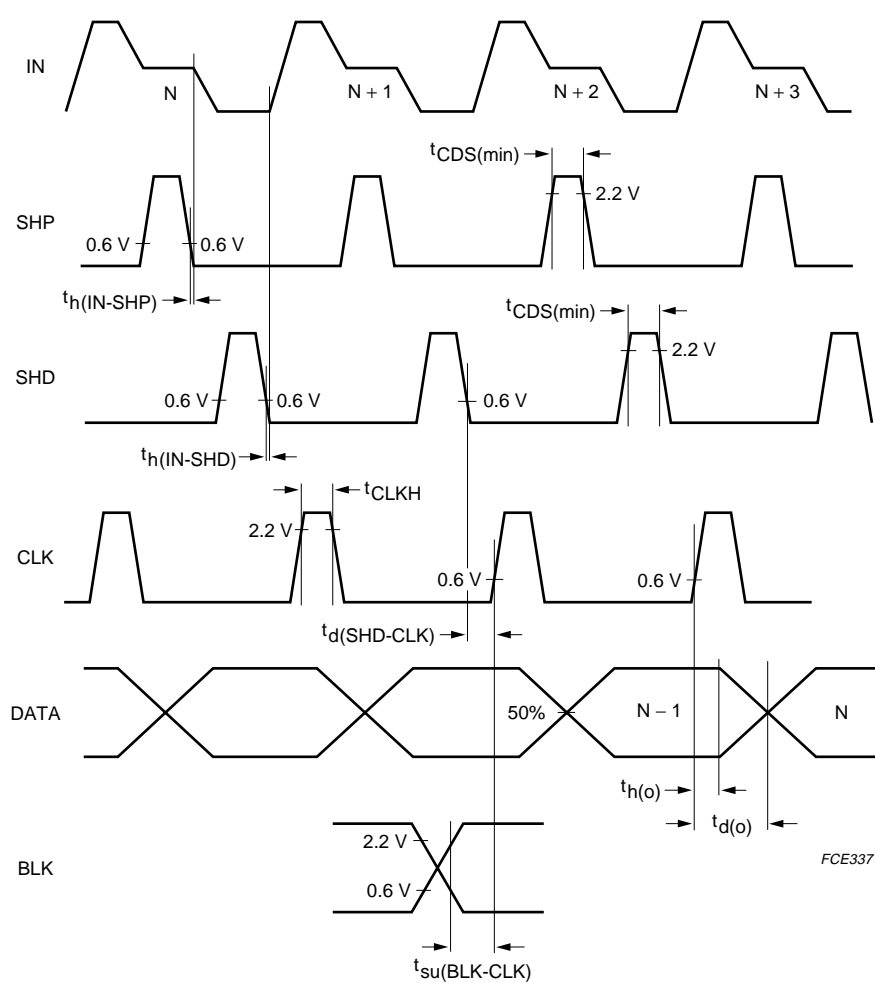 IN
N
N + 1
N + 2
N + 3
tCDS(min)
2.2 V
SHP
0.6 V
0.6 V
th(IN-SHP)
tCDS(min)
2.2 V
SHD
0.6 V
0.6 V
0.6 V
th(IN-SHD)
tCLKH
2.2 V
CLK
0.6 V
0.6 V
td(SHD-CLK)
DATA
50%
N − 1
N
th(o)
td(o)
2.2 V
BLK
0.6 V
FCE337
tsu(BLK-CLK)